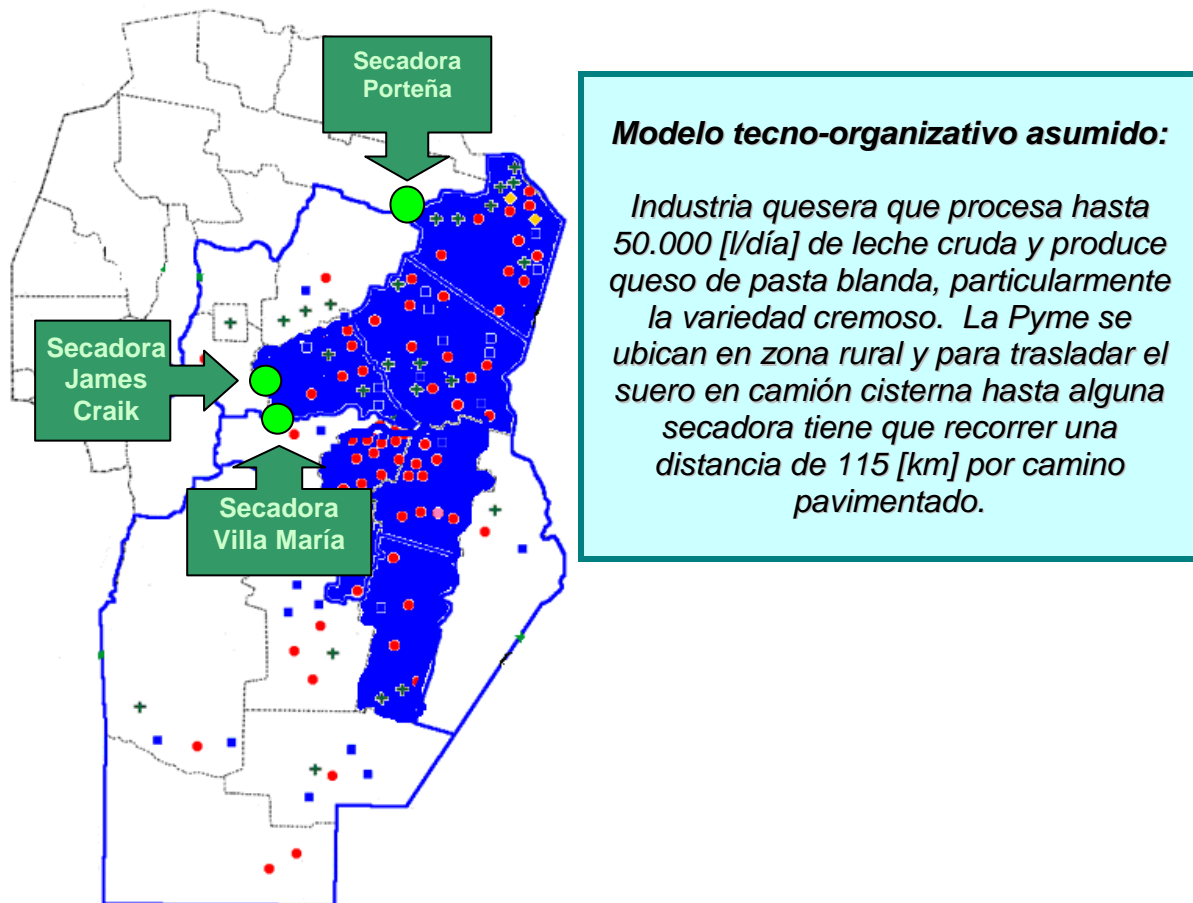 Secadora
Porteña
Modelo tecno-organizativo asumido:
Industria quesera que procesa hasta
50.000 [l/día] de leche cruda y produce
queso de pasta blanda, particularmente
la variedad cremoso. La Pyme se
ubican en zona rural y para trasladar el
suero en camión cisterna hasta alguna
secadora tiene que recorrer una
distancia de 115 [km] por camino
pavimentado.
Secadora
James
Craik
Secadora
Villa María